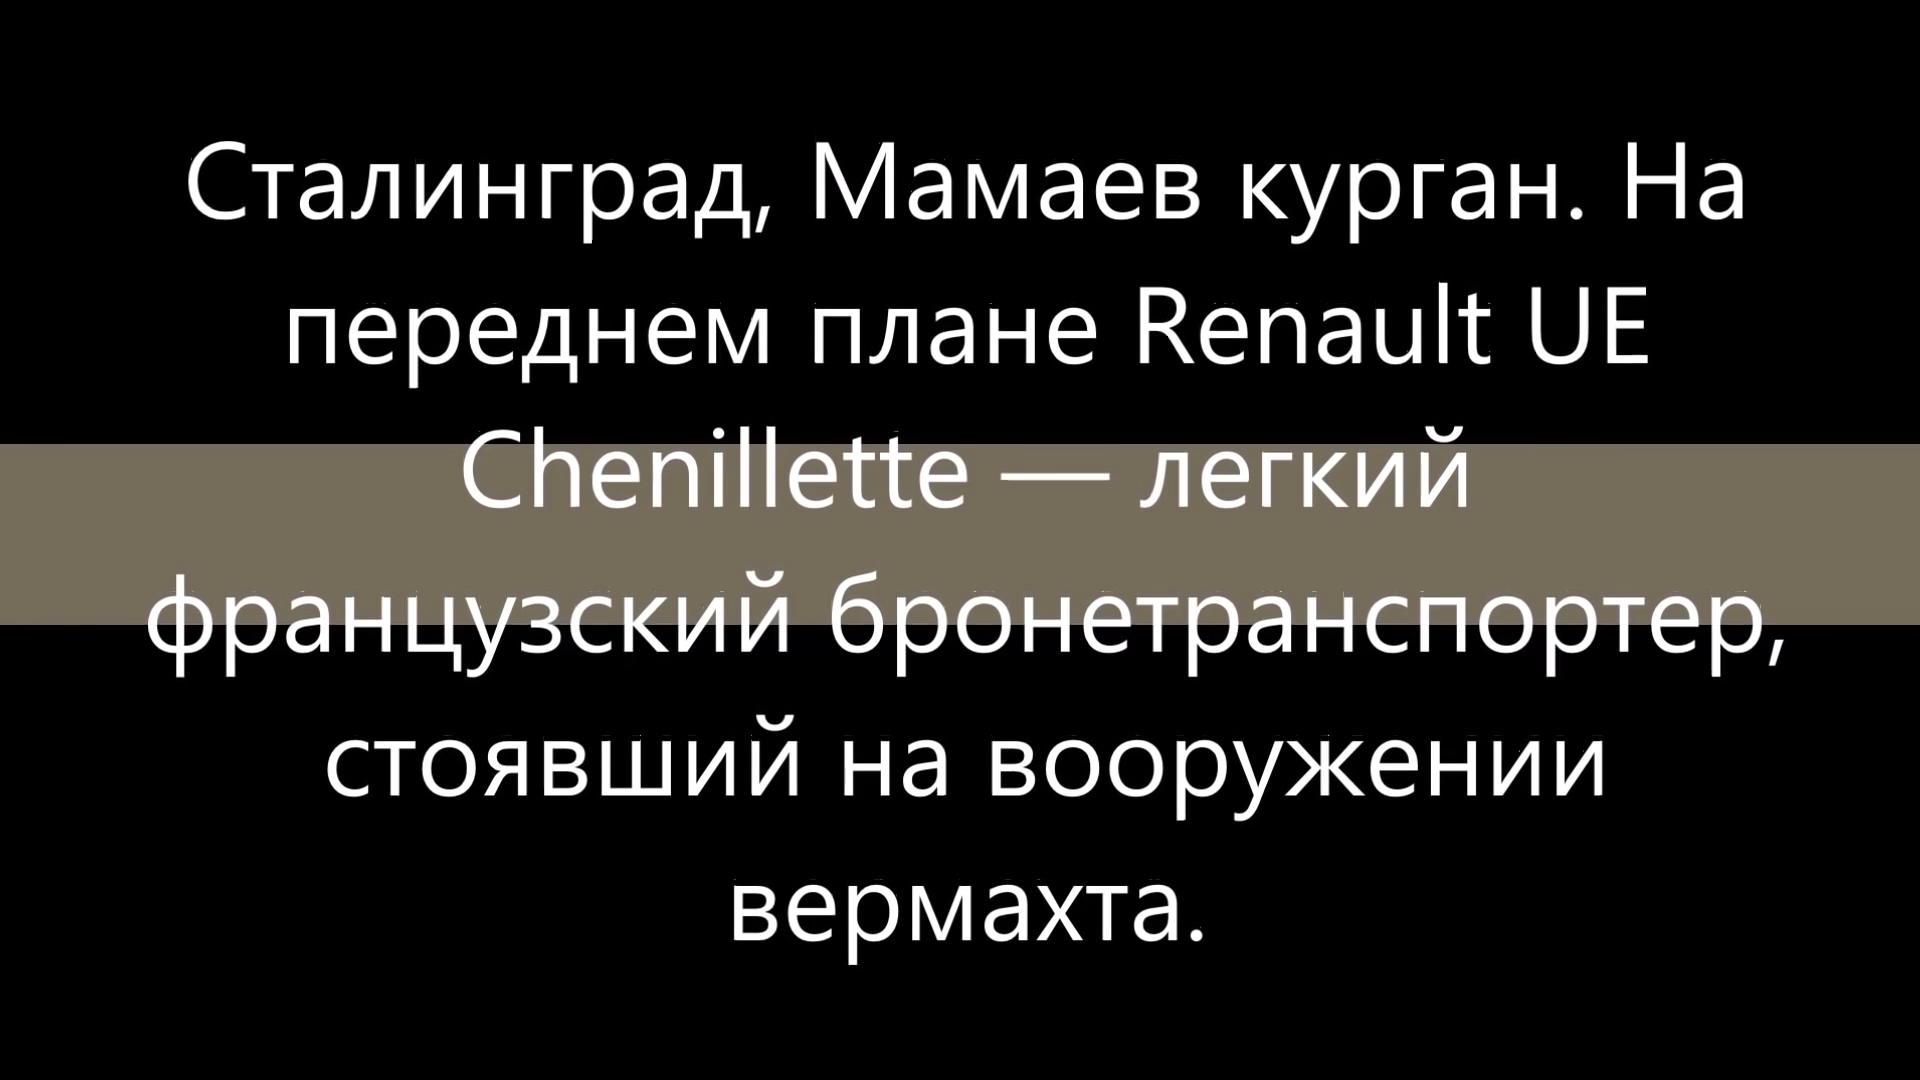 Сталинград, Мамаев курган. На
переднем плане Renault UE
Chenillette — легкий
французский бронетранспортер,
стоявший на вооружении
вермахта.